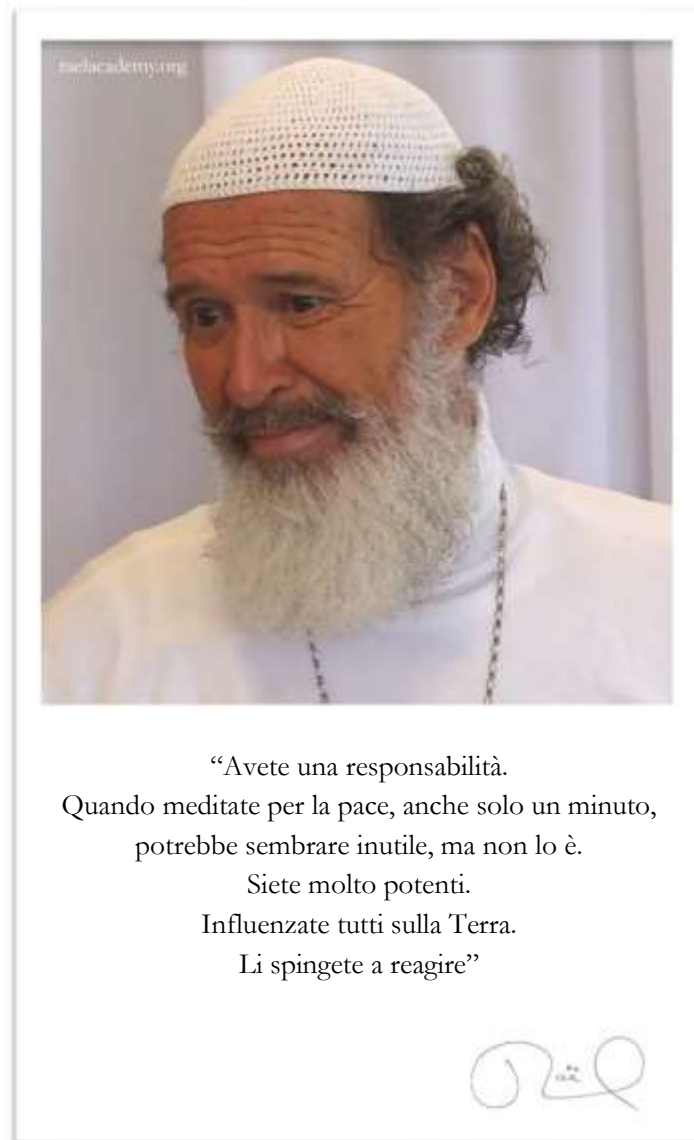 raelacademy.org
“Avete una responsabilità.
Quando meditate per la pace, anche solo un minuto,
potrebbe sembrare inutile, ma non lo è.
Siete molto potenti.
Influenzate tutti sulla Terra.
Li spingete a reagire”
Raël